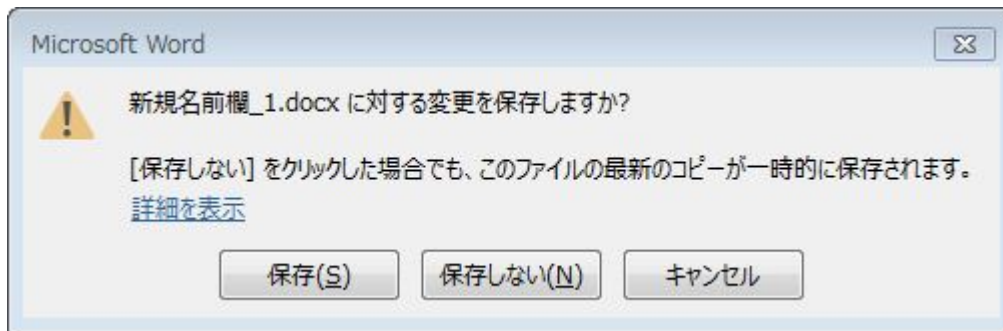 Microsoft Word
新規名前欄_1.docx に対する変更を保存しますか?
[保存しない] をクリックした場合でも、このファイルの最新のコピーが一時的に保存されます。
詳細を表示
保存(S) 保存しない(N) キャンセル